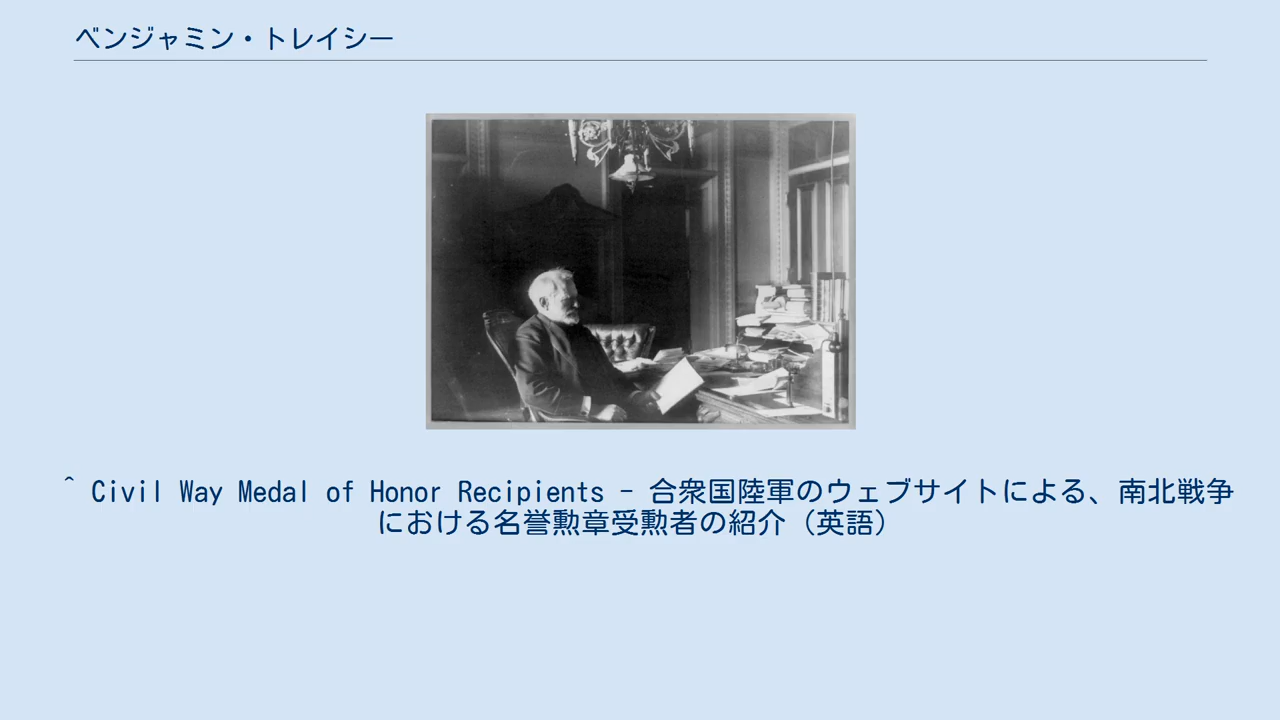 ベンジャミン・トレイシー
^ Civil Way Medal of Honor Recipients - 合衆国陸軍のウェブサイトによる、南北戦争
における名誉勲章受勲者の紹介（英語）